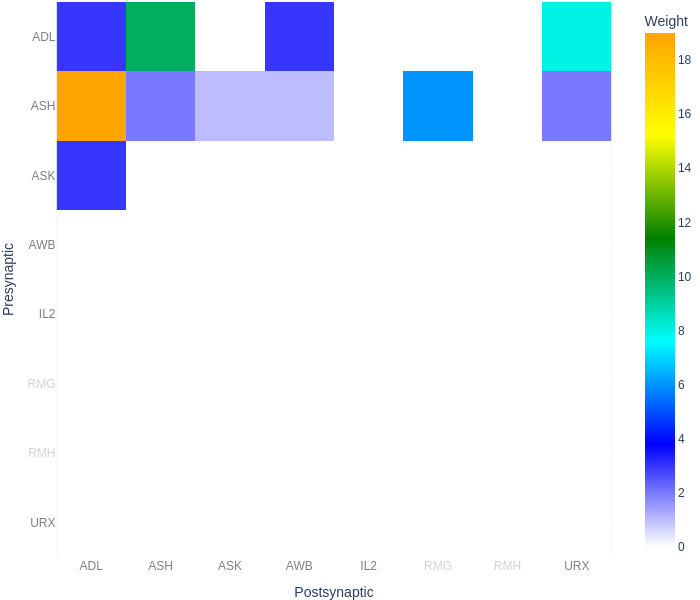 Weight
ADL
ASH
ASK
AWB
IL2
RMG
RMH
URX
Presynaptic
18
16
14
12
10
8
6
4
2
0
ADL ASH ASK AWB IL2 RMG RMH URX
Postsynaptic